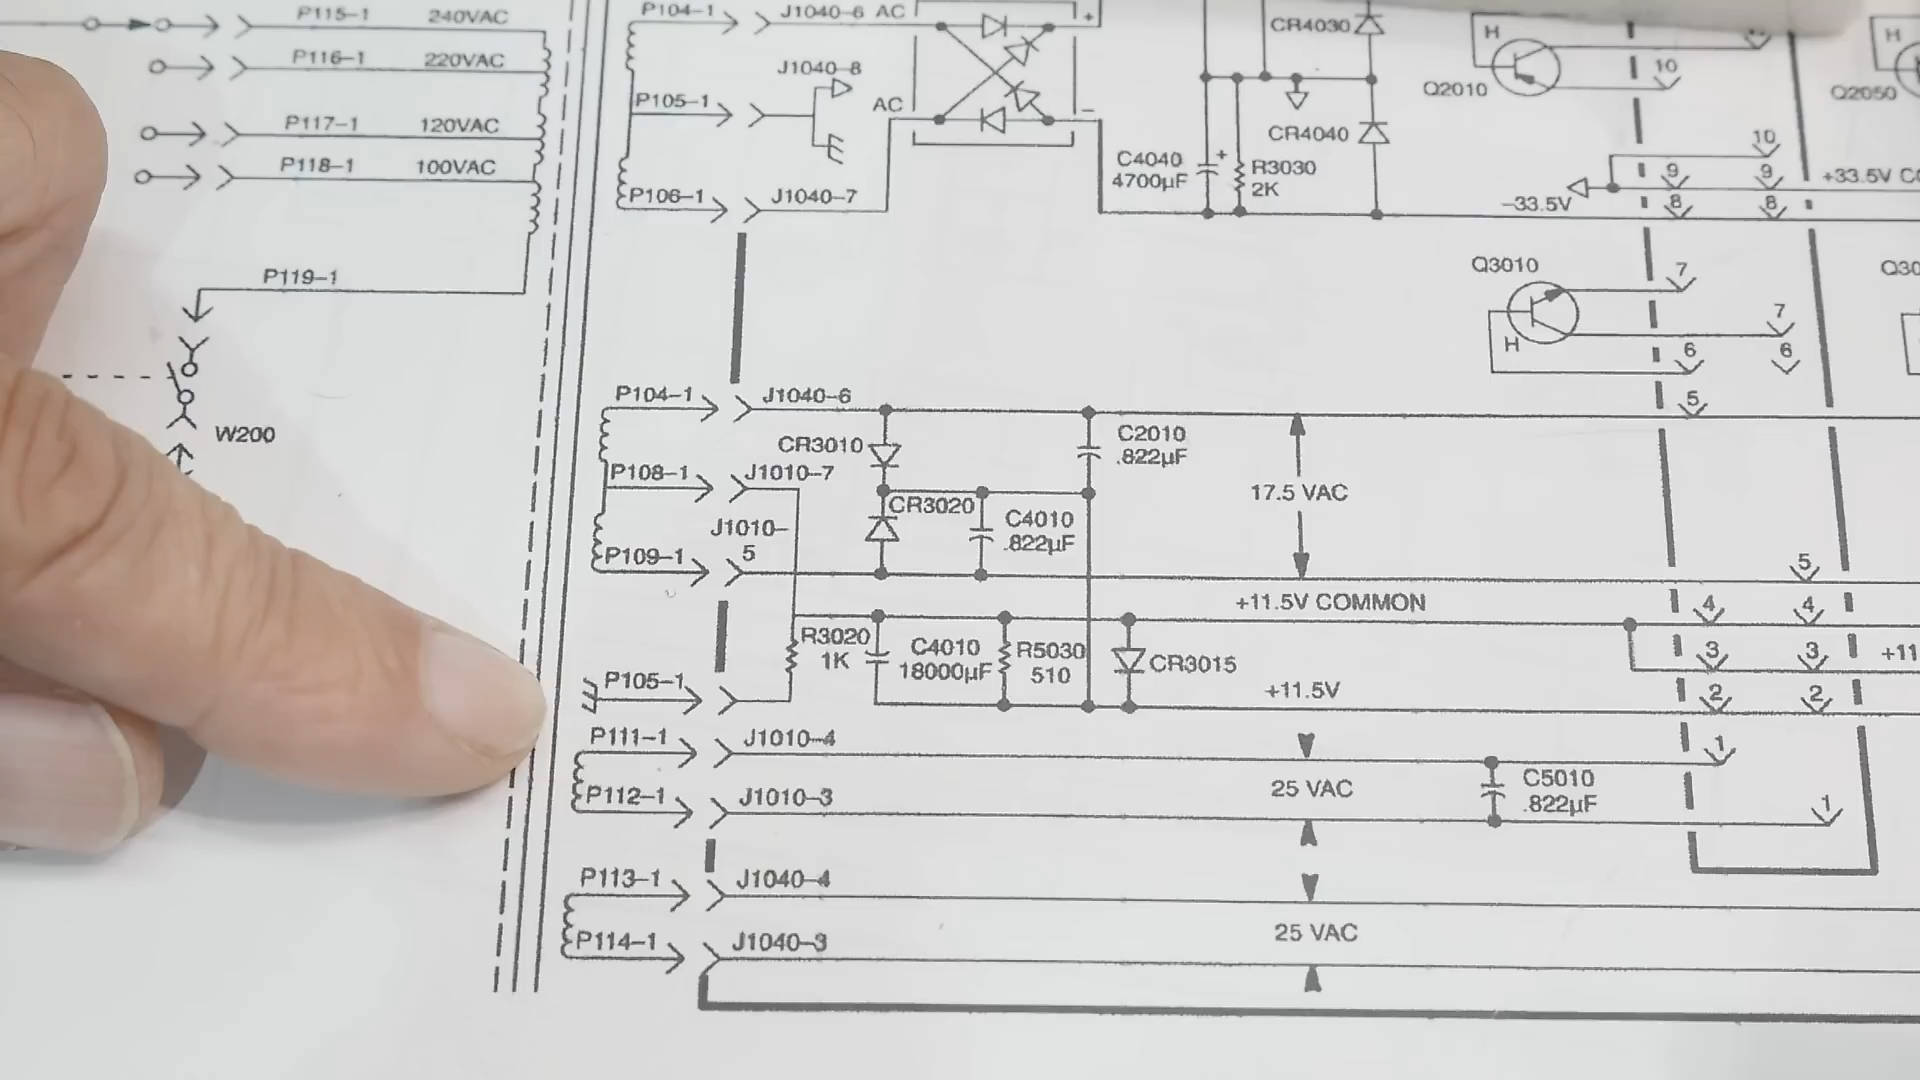 P115-1 240VAC
P116-1 220VAC
P117-1 120VAC
P118-1 100VAC
P119-1
W200
P104-1 J1040-6 AC
+
J1040-8
P105-1
AC
−
P106-1 J1040-7
CR4030
CR4040
C4040
4700µF
+
R3030
2K
H
Q2010
10
10
9 9
8 8
-33.5V
+33.5V
H
Q2050
Q3010
H
7
7
6 6
5
P104-1 J1040-6
CR3010
C2010
.822µF
P108-1 J1010-7
CR3020
C4010
.822µF
17.5 VAC
J1010-
5
P109-1
5
+11.5V COMMON
4 4
R3020
1K
C4010
18000µF
R5030
510
CR3015
3 3
+11
P105-1
+11.5V
2 2
P111-1 J1010-4
1
25 VAC
C5010
.822µF
P112-1 J1010-3
1
P113-1 J1040-4
25 VAC
P114-1 J1040-3